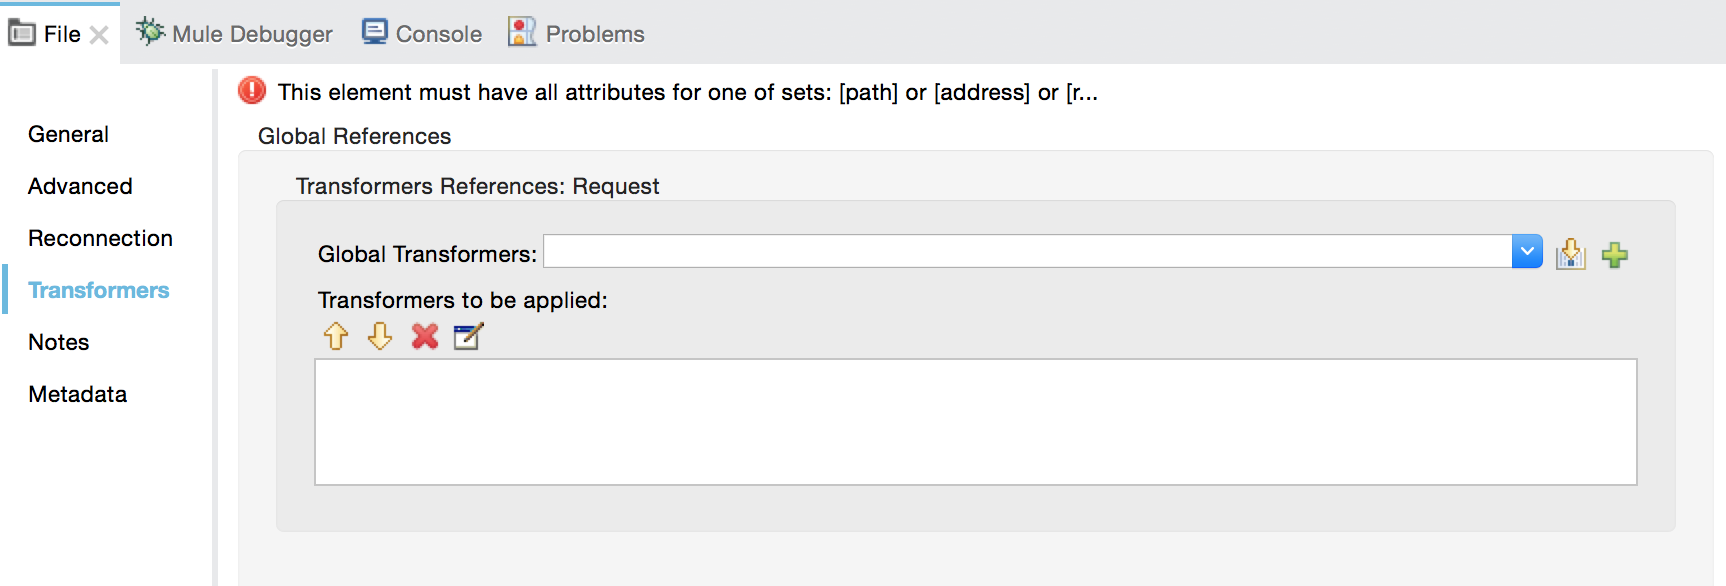 File Mule Debugger Console Problems
This element must have all attributes for one of sets: [path] or [address] or [r...
General
Advanced
Reconnection
Transformers
Notes
Metadata
Global References
Transformers References: Request
Global Transformers:
Transformers to be applied: